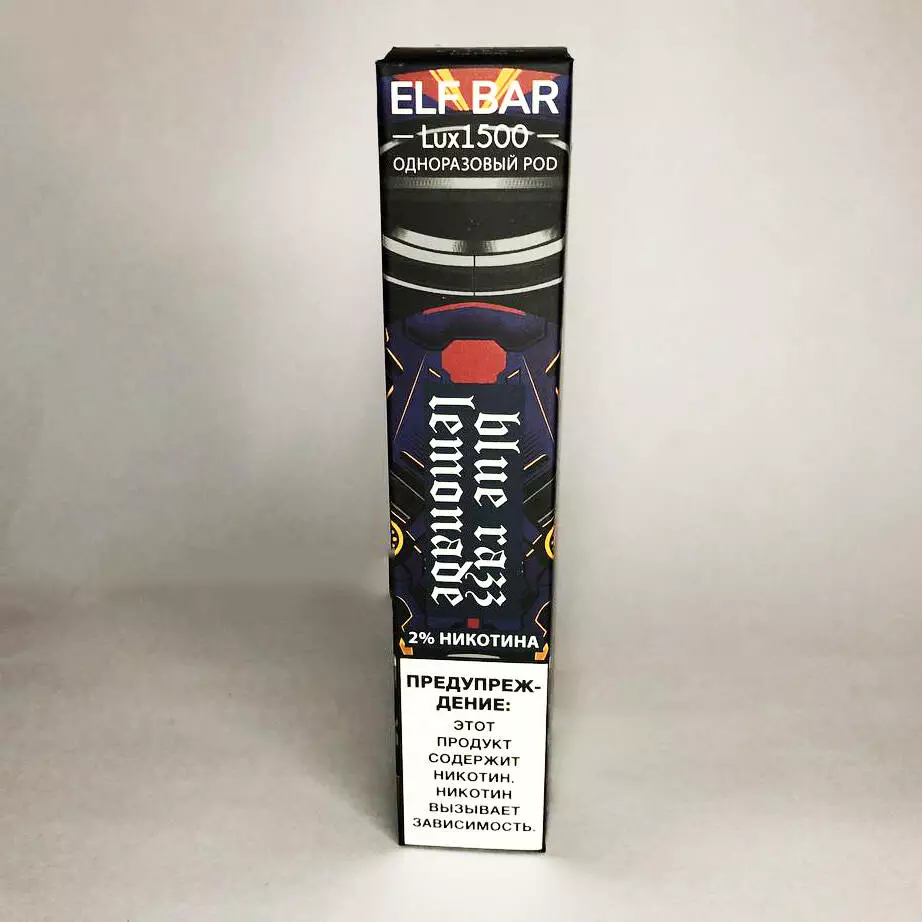 ELF BAR
Lux1500
ОДНОРАЗОВЫЙ POD
blue razz
lemonade
2% НИКОТИНА
ПРЕДУПРЕЖ-
ДЕНИЕ:
ЭТОТ
ПРОДУКТ
СОДЕРЖИТ
НИКОТИН.
НИКОТИН
ВЫЗЫВАЕТ
ЗАВИСИМОСТЬ.